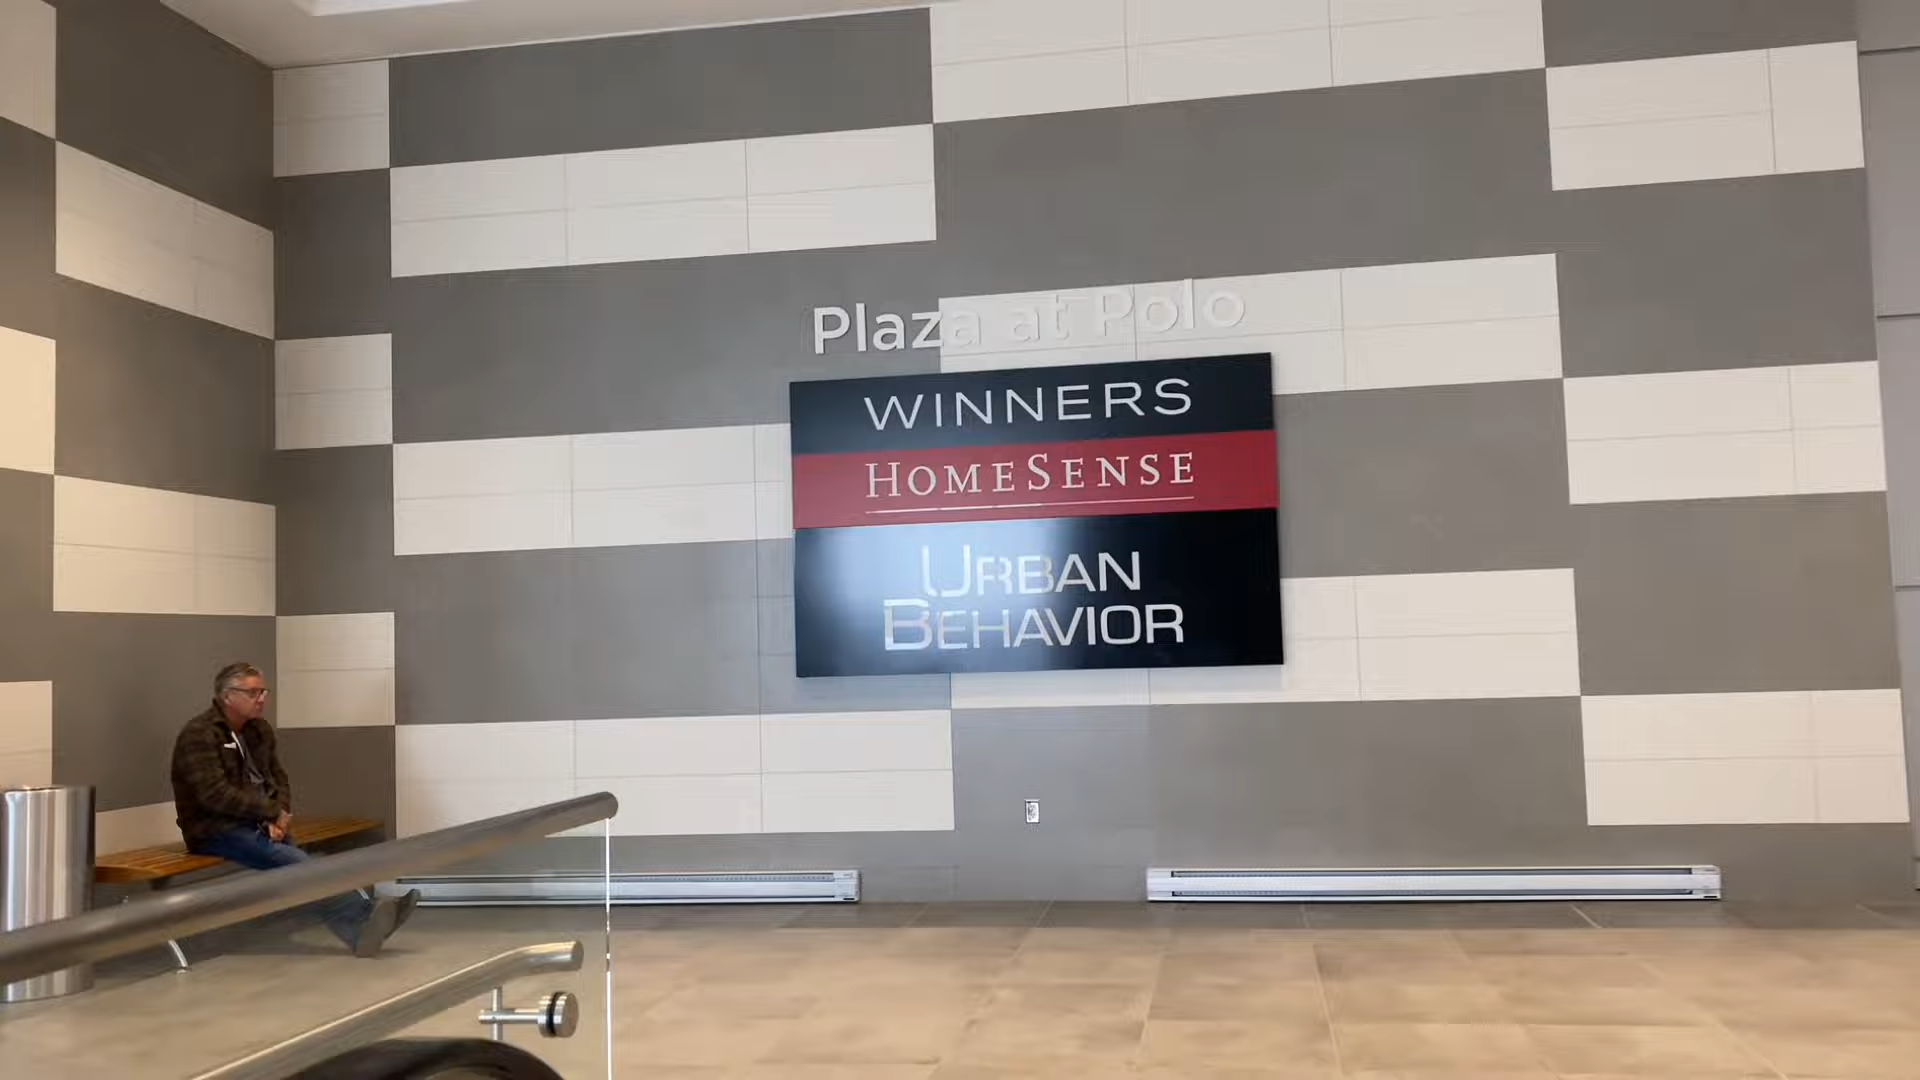 Plaza at Polo
WINNERS
HOMESENSE
URBAN
BEHAVIOR